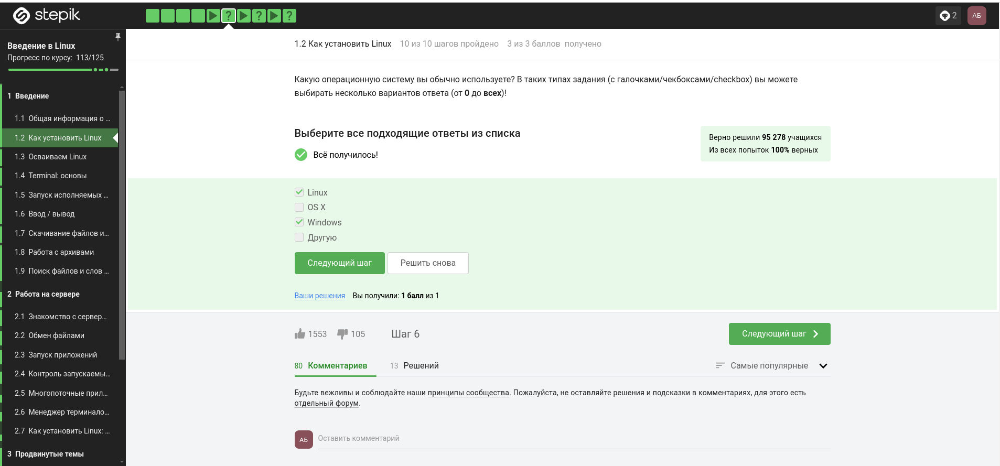 stepik
?
?
?
2
АБ
Введение в Linux
Прогресс по курсу: 113/125
1 Введение
1.1 Общая информация о ...
1.2 Как установить Linux
1.3 Осваиваем Linux
1.4 Terminal: основы
1.5 Запуск исполняемых ...
1.6 Ввод / вывод
1.7 Скачивание файлов и...
1.8 Работа с архивами
1.9 Поиск файлов и слов ...
2 Работа на сервере
2.1 Знакомство с сервер...
2.2 Обмен файлами
2.3 Запуск приложений
2.4 Контроль запускаемы...
2.5 Многопоточные прил...
2.6 Менеджер терминало...
2.7 Как установить Linux: ...
3 Продвинутые темы
1.2 Как установить Linux 10 из 10 шагов пройдено 3 из 3 баллов получено
Какую операционную систему вы обычно используете? В таких типах задания (с галочками/чекбоксами/checkbox) вы можете
выбирать несколько вариантов ответа (от 0 до всех)!
Выберите все подходящие ответы из списка
Всё получилось!
Верно решили 95 278 учащихся
Из всех попыток 100% верных
Linux
OS X
Windows
Другую
Следующий шаг
Решить снова
Ваши решения Вы получили: 1 балл из 1
1553
105
Шаг 6
Следующий шаг
80 Комментариев
13 Решений
Самые популярные
Будьте вежливы и соблюдайте наши принципы сообщества. Пожалуйста, не оставляйте решения и подсказки в комментариях, для этого есть
отдельный форум.
АБ
Оставить комментарий